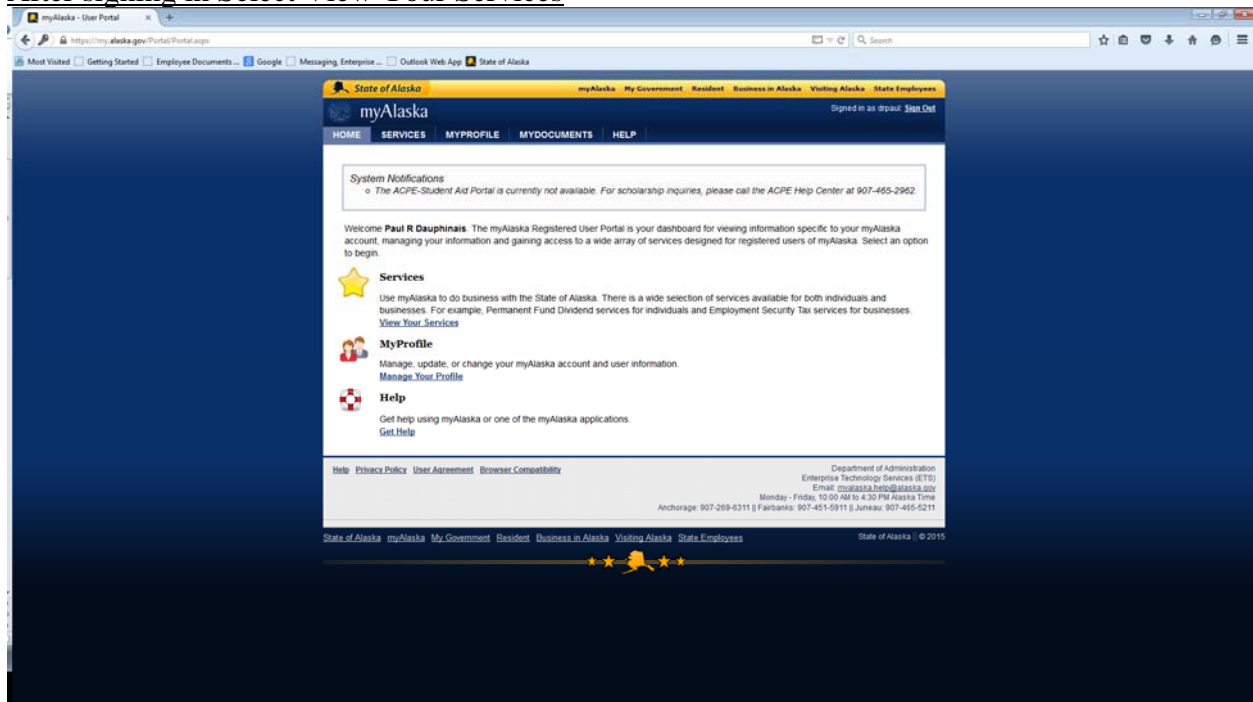 After signing in Select View Your Services
myAlaska - User Portal
https://my.alaska.gov/Portal/Portal.aspx
Search
Most Visited Getting Started Employee Documents ... Google Messaging, Enterprise ... Outlook Web App State of Alaska
State of Alaska
myAlaska My Government Resident Business in Alaska Visiting Alaska State Employees
myAlaska
Signed in as drpaul: Sign Out
HOME SERVICES MYPROFILE MYDOCUMENTS HELP
System Notifications
The ACPE-Student Aid Portal is currently not available. For scholarship inquiries, please call the ACPE Help Center at 907-465-2962.
Welcome Paul R Dauphinais. The myAlaska Registered User Portal is your dashboard for viewing information specific to your myAlaska
account, managing your information and gaining access to a wide array of services designed for registered users of myAlaska. Select an option
to begin.
Services
Use myAlaska to do business with the State of Alaska. There is a wide selection of services available for both individuals and
businesses. For example, Permanent Fund Dividend services for individuals and Employment Security Tax services for businesses.
View Your Services
MyProfile
Manage, update, or change your myAlaska account and user information.
Manage Your Profile
Help
Get help using myAlaska or one of the myAlaska applications.
Get Help
Help Privacy Policy User Agreement Browser Compatibility
Department of Administration
Enterprise Technology Services (ETS)
Email: myalaska.help@alaska.gov
Monday - Friday, 10:00 AM to 4:30 PM Alaska Time
Anchorage: 907-269-6311 || Fairbanks: 907-451-5911 || Juneau: 907-465-5211
State of Alaska myAlaska My Government Resident Business in Alaska Visiting Alaska State Employees
State of Alaska || © 2015